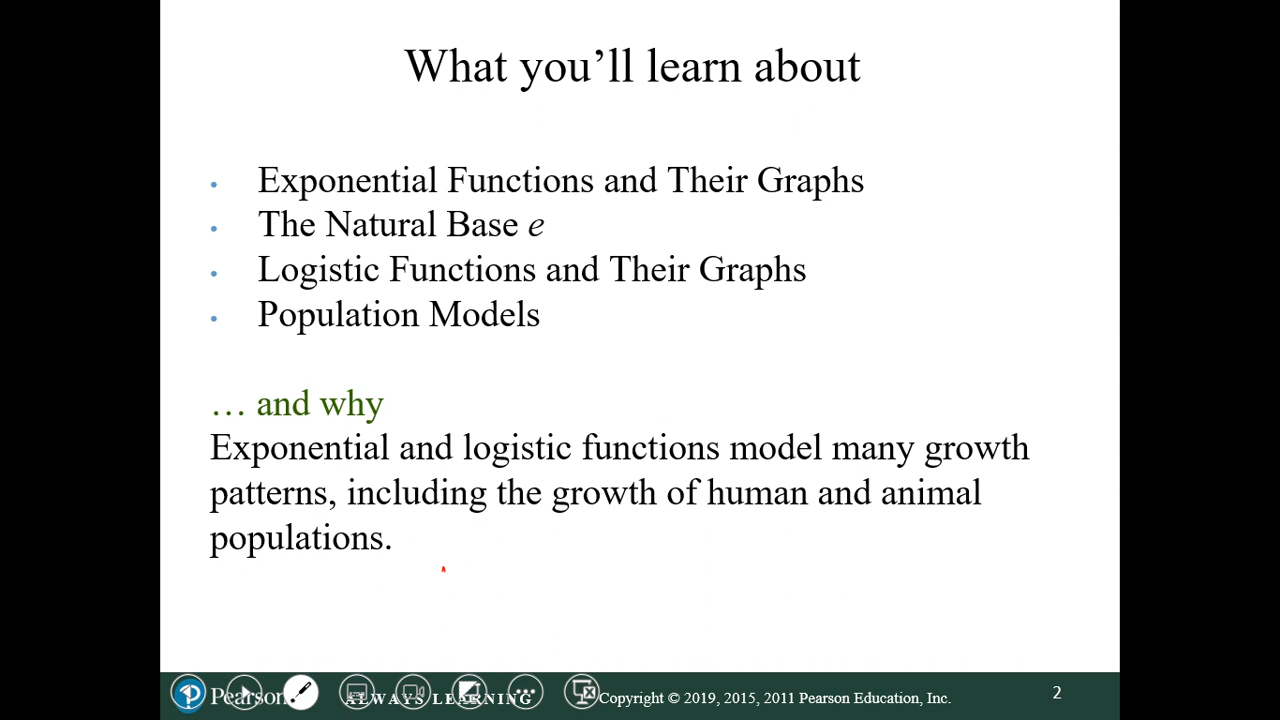 What you’ll learn about
• Exponential Functions and Their Graphs
• The Natural Base e
• Logistic Functions and Their Graphs
• Population Models
… and why
Exponential and logistic functions model many growth
patterns, including the growth of human and animal
populations.
Pearson ALWAYS LEARNING Copyright © 2019, 2015, 2011 Pearson Education, Inc. 2